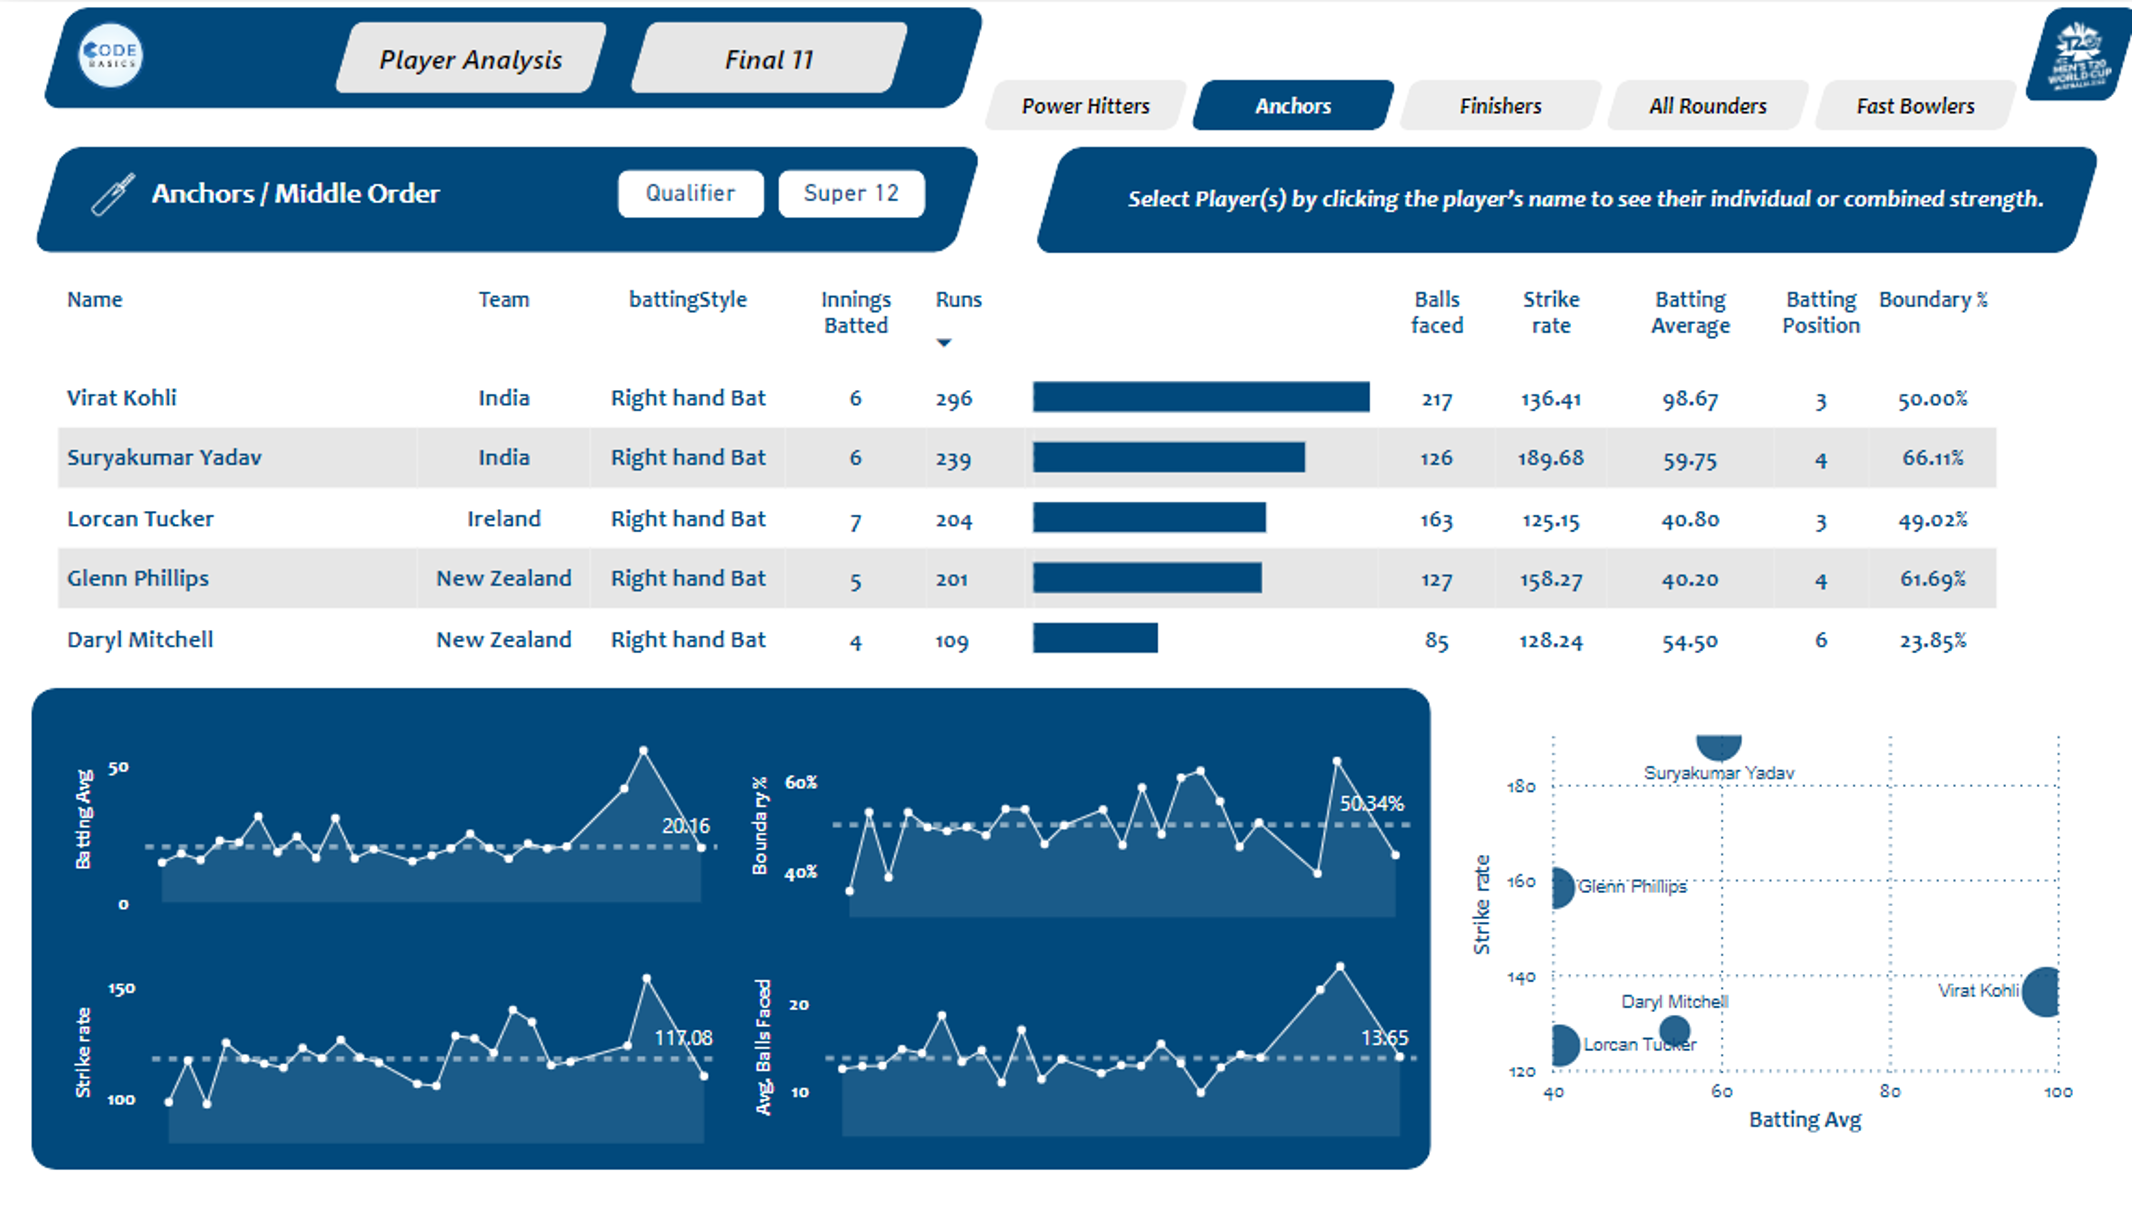 CODE
BASICS
Player Analysis
Final 11
T20
MEN'S T20
WORLD CUP
Power Hitters
Anchors
Finishers
All Rounders
Fast Bowlers
Anchors / Middle Order
Qualifier
Super 12
Select Player(s) by clicking the player's name to see their individual or combined strength.
Name Team battingStyle Innings Batted Runs Balls faced Strike rate Batting Average Batting Position Boundary %
Virat Kohli India Right hand Bat 6 296 217 136.41 98.67 3 50.00%
Suryakumar Yadav India Right hand Bat 6 239 126 189.68 59.75 4 66.11%
Lorcan Tucker Ireland Right hand Bat 7 204 163 125.15 40.80 3 49.02%
Glenn Phillips New Zealand Right hand Bat 5 201 127 158.27 40.20 4 61.69%
Daryl Mitchell New Zealand Right hand Bat 4 109 85 128.24 54.50 6 23.85%
Batting Avg
50
0
20.16
Boundary %
60%
40%
50.34%
Strike rate
150
100
117.08
Avg. Balls Faced
20
10
13.65
Strike rate
180
160
140
120
Suryakumar Yadav
Glenn Phillips
Virat Kohli
Daryl Mitchell
Lorcan Tucker
40 60 80 100
Batting Avg